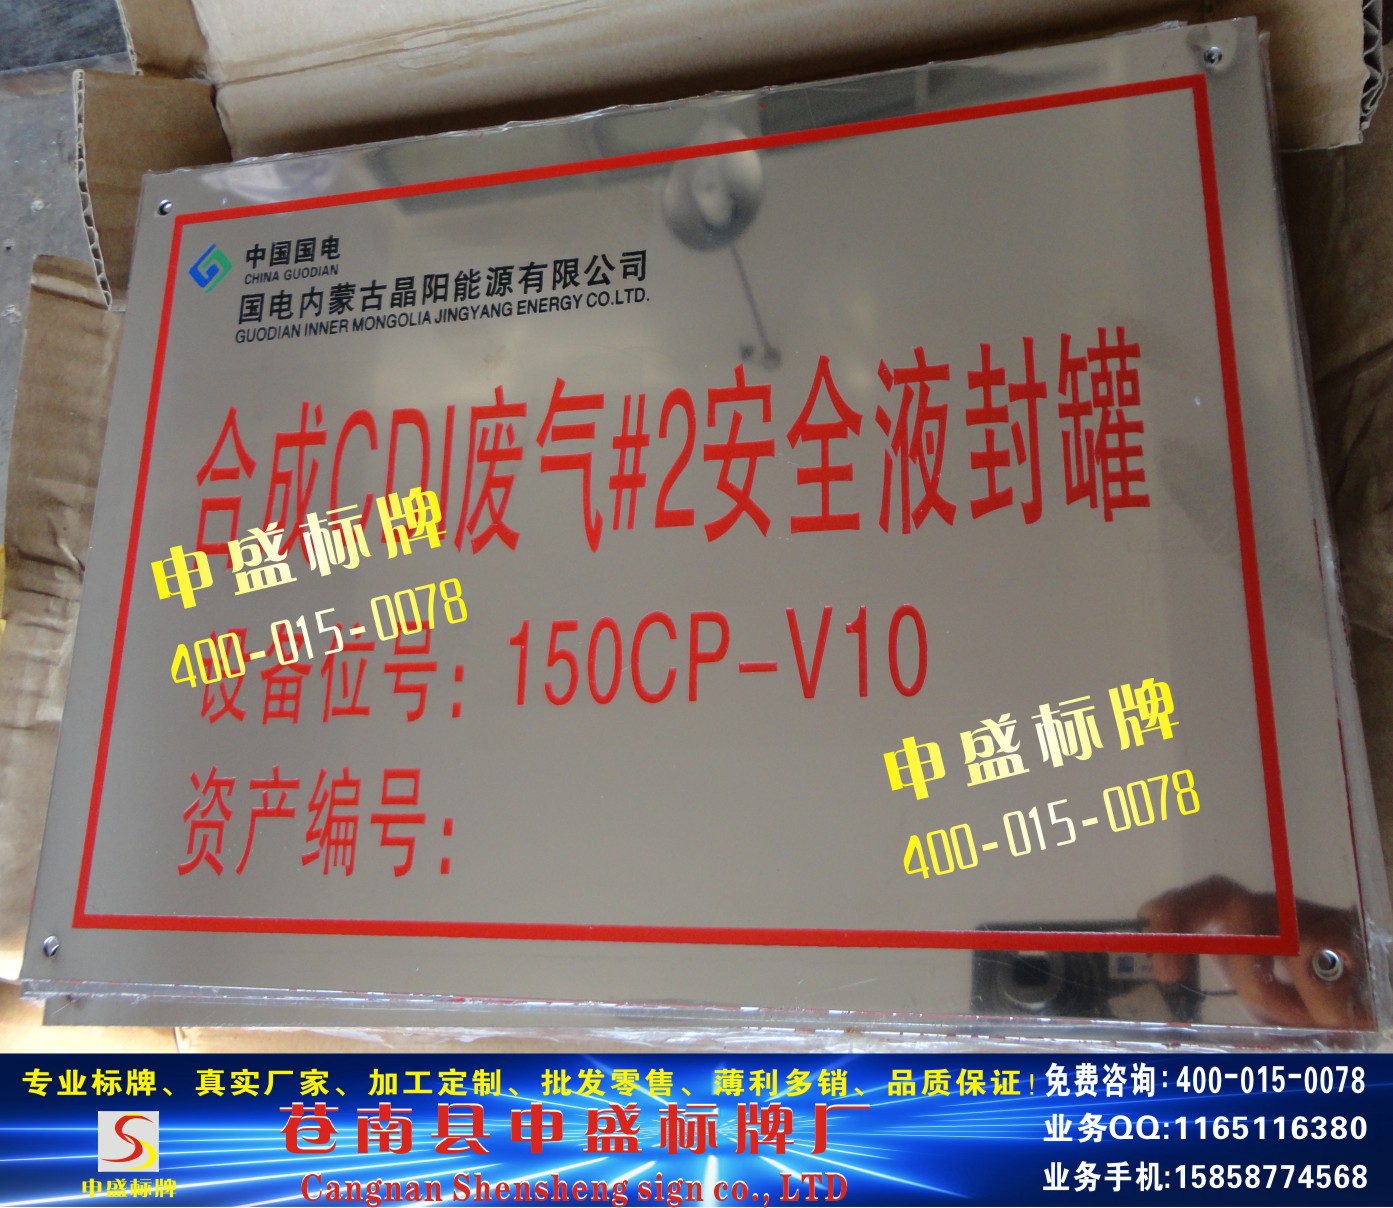 中国国电
CHINA GUODIAN
国电内蒙古晶阳能源有限公司
GUODIAN INNER MONGOLIA JINGYANG ENERGY CO.LTD.
合成CDI废气#2安全液封罐
申盛标牌
400-015-0078
设备位号：150CP-V10
申盛标牌
400-015-0078
资产编号：
专业标牌、真实厂家、加工定制、批发零售、薄利多销、品质保证!
免费咨询:400-015-0078
苍南县申盛标牌厂
业务QQ:1165116380
申盛标牌
Cangnan Shensheng sign co., LTD
业务手机:15858774568